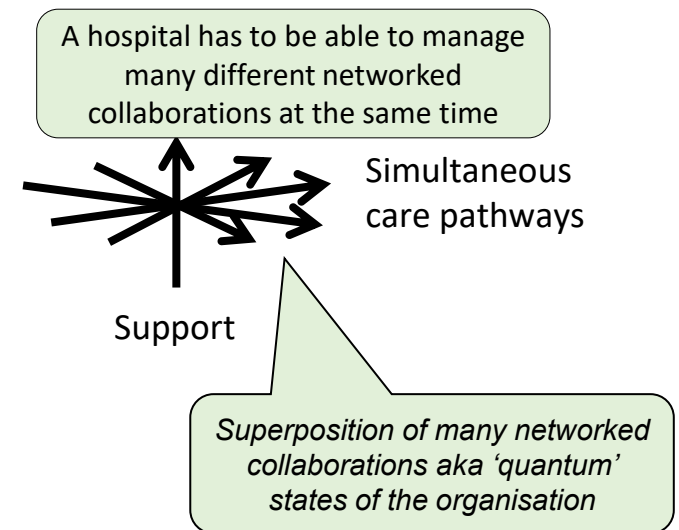 A hospital has to be able to manage
many different networked
collaborations at the same time
Simultaneous
care pathways
Support
Superposition of many networked
collaborations aka ‘quantum’
states of the organisation